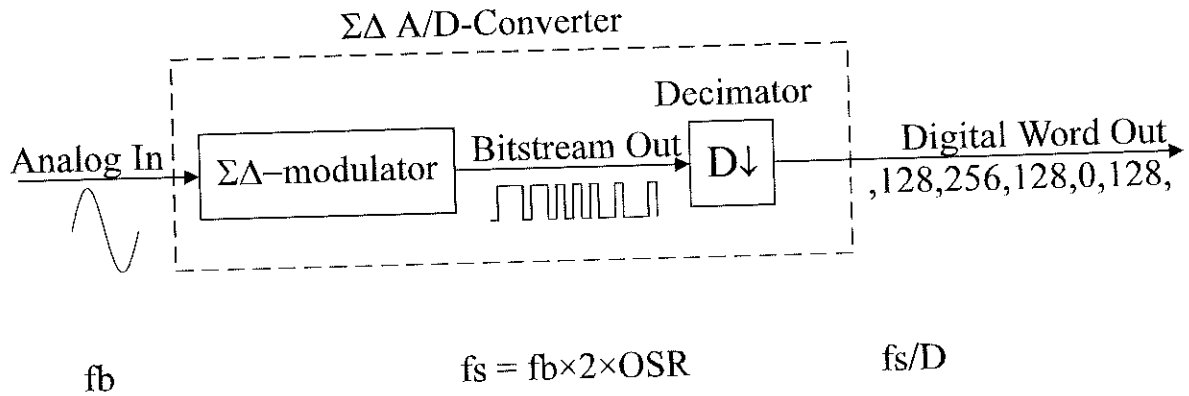 ΣΔ A/D-Converter
Decimator
Analog In
ΣΔ–modulator
Bitstream Out
D↓
Digital Word Out
,128,256,128,0,128,
fb
fs = fb×2×OSR
fs/D